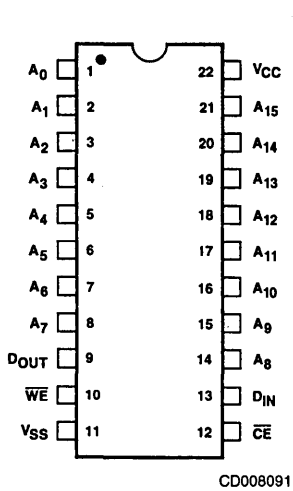 A0 1 22 VCC
A1 2 21 A15
A2 3 20 A14
A3 4 19 A13
A4 5 18 A12
A5 6 17 A11
A6 7 16 A10
A7 8 15 A9
DOUT 9 14 A8
W̅E̅ 10 13 DIN
VSS 11 12 C̅E̅
CD008091